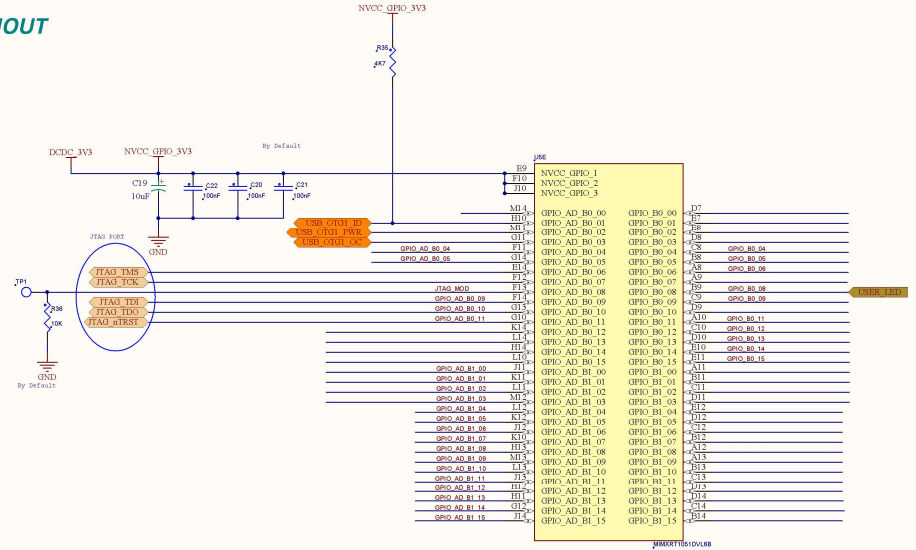 NOUT
NVCC_GPIO_3V3
R35
4K7
DCDC_3V3
NVCC_GPIO_3V3
By Default
C19
10uF
C22
100nF
C20
100nF
C21
100nF
GND
USB_OTG1_ID
USB_OTG1_PWR
USB_OTG1_OC
JTAG PORT
JTAG_TMS
JTAG_TCK
JTAG_TDI
JTAG_TDO
JTAG_nTRST
TP1
R36
10K
GND
By Default
U5E
E9 NVCC_GPIO_1
F10 NVCC_GPIO_2
J10 NVCC_GPIO_3
M14 GPIO_AD_B0_00 GPIO_B0_00 D7
H10 GPIO_AD_B0_01 GPIO_B0_01 E7
M11 GPIO_AD_B0_02 GPIO_B0_02 E8
G11 GPIO_AD_B0_03 GPIO_B0_03 D8
GPIO_AD_B0_04 F11 GPIO_AD_B0_04 GPIO_B0_04 C8 GPIO_B0_04
GPIO_AD_B0_05 G14 GPIO_AD_B0_05 GPIO_B0_05 B8 GPIO_B0_05
E14 GPIO_AD_B0_06 GPIO_B0_06 A8 GPIO_B0_06
F12 GPIO_AD_B0_07 GPIO_B0_07 A9
JTAG_MOD F13 GPIO_AD_B0_08 GPIO_B0_08 B9 GPIO_B0_08 USER_LED
GPIO_AD_B0_09 F14 GPIO_AD_B0_09 GPIO_B0_09 C9 GPIO_B0_09
GPIO_AD_B0_10 G13 GPIO_AD_B0_10 GPIO_B0_10 D9
GPIO_AD_B0_11 G10 GPIO_AD_B0_11 GPIO_B0_11 A10 GPIO_B0_11
K14 GPIO_AD_B0_12 GPIO_B0_12 C10 GPIO_B0_12
L14 GPIO_AD_B0_13 GPIO_B0_13 D10 GPIO_B0_13
H14 GPIO_AD_B0_14 GPIO_B0_14 E10 GPIO_B0_14
L10 GPIO_AD_B0_15 GPIO_B0_15 E11 GPIO_B0_15
GPIO_AD_B1_00 J11 GPIO_AD_B1_00 GPIO_B1_00 A11
GPIO_AD_B1_01 K11 GPIO_AD_B1_01 GPIO_B1_01 B11
GPIO_AD_B1_02 L11 GPIO_AD_B1_02 GPIO_B1_02 C11
GPIO_AD_B1_03 M12 GPIO_AD_B1_03 GPIO_B1_03 D11
GPIO_AD_B1_04 L12 GPIO_AD_B1_04 GPIO_B1_04 E12
GPIO_AD_B1_05 K12 GPIO_AD_B1_05 GPIO_B1_05 D12
GPIO_AD_B1_06 J12 GPIO_AD_B1_06 GPIO_B1_06 C12
GPIO_AD_B1_07 K10 GPIO_AD_B1_07 GPIO_B1_07 B12
GPIO_AD_B1_08 H13 GPIO_AD_B1_08 GPIO_B1_08 A12
GPIO_AD_B1_09 M13 GPIO_AD_B1_09 GPIO_B1_09 A13
GPIO_AD_B1_10 L13 GPIO_AD_B1_10 GPIO_B1_10 B13
GPIO_AD_B1_11 J13 GPIO_AD_B1_11 GPIO_B1_11 C13
GPIO_AD_B1_12 H12 GPIO_AD_B1_12 GPIO_B1_12 D13
GPIO_AD_B1_13 H11 GPIO_AD_B1_13 GPIO_B1_13 D14
GPIO_AD_B1_14 G12 GPIO_AD_B1_14 GPIO_B1_14 C14
GPIO_AD_B1_15 J14 GPIO_AD_B1_15 GPIO_B1_15 B14
MIMXRT1051DVL6B